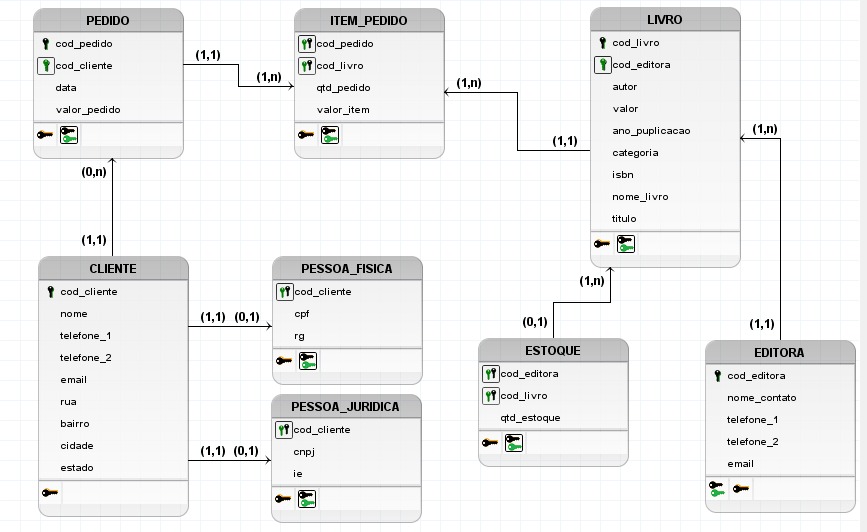 PEDIDO
cod_pedido
cod_cliente
data
valor_pedido
(1,1)
(1,n)
ITEM_PEDIDO
cod_pedido
cod_livro
qtd_pedido
valor_item
(1,n)
(1,1)
LIVRO
cod_livro
cod_editora
autor
valor
ano_puplicacao
categoria
isbn
nome_livro
titulo
(1,n)
(0,n)
(1,1)
CLIENTE
cod_cliente
nome
telefone_1
telefone_2
email
rua
bairro
cidade
estado
(1,1) (0,1)
PESSOA_FISICA
cod_cliente
cpf
rg
(1,1) (0,1)
PESSOA_JURIDICA
cod_cliente
cnpj
ie
(1,n)
(0,1)
ESTOQUE
cod_editora
cod_livro
qtd_estoque
(1,1)
EDITORA
cod_editora
nome_contato
telefone_1
telefone_2
email